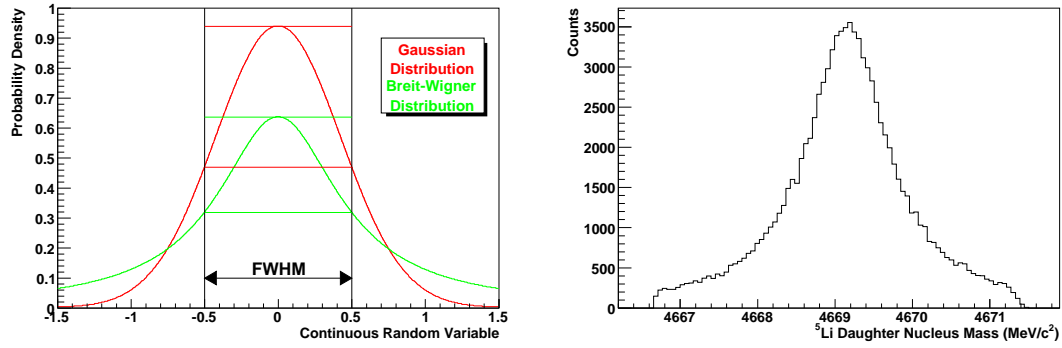 Probability Density
1
0.9
0.8
0.7
0.6
0.5
0.4
0.3
0.2
0.1
0
Gaussian
Distribution
Breit-Wigner
Distribution
FWHM
-1.5 -1 -0.5 0 0.5 1 1.5
Continuous Random Variable
Counts
3500
3000
2500
2000
1500
1000
500
0
4667 4668 4669 4670 4671
⁵Li Daughter Nucleus Mass (MeV/c²)